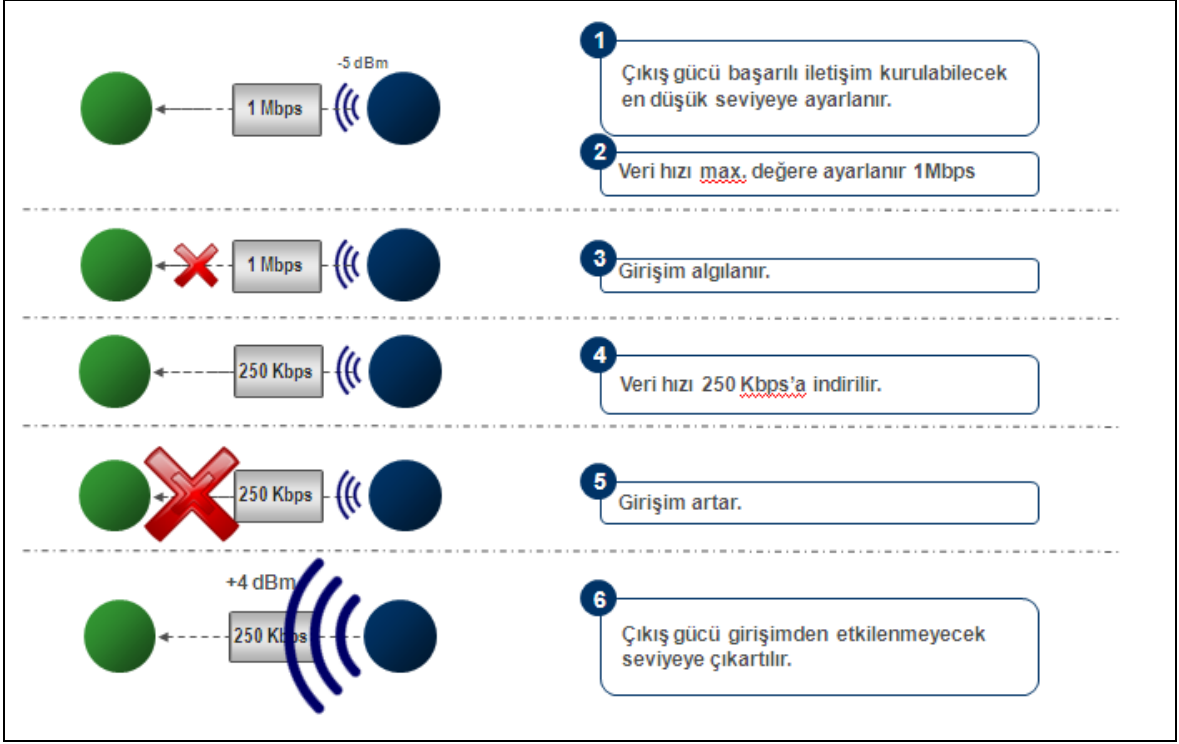 -5 dBm
1 Mbps
1
Çıkış gücü başarılı iletişim kurulabilecek
en düşük seviyeye ayarlanır.
2
Veri hızı max. değere ayarlanır 1Mbps
1 Mbps
3
Girişim algılanır.
250 Kbps
4
Veri hızı 250 Kbps’a indirilir.
250 Kbps
5
Girişim artar.
+4 dBm
250 Kbps
6
Çıkış gücü girişimden etkilenmeyecek
seviyeye çıkartılır.